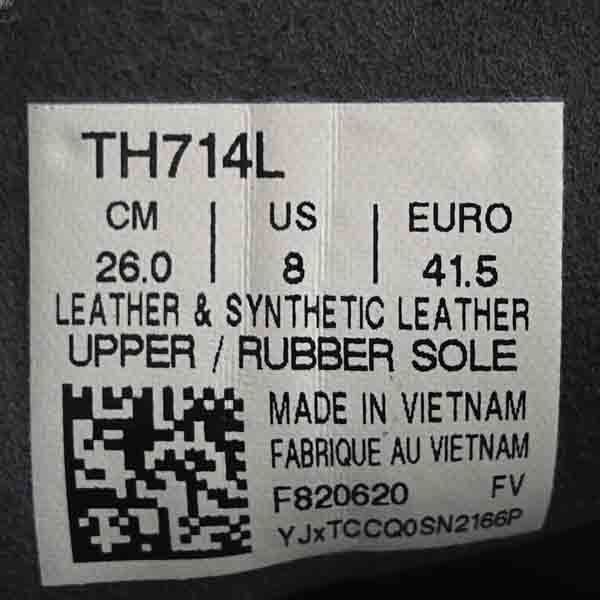 TH714L
CM | US | EURO
26.0 | 8 | 41.5
LEATHER & SYNTHETIC LEATHER
UPPER / RUBBER SOLE
MADE IN VIETNAM
FABRIQUE AU VIETNAM
F820620 FV
YJxTCCQ0SN2166P